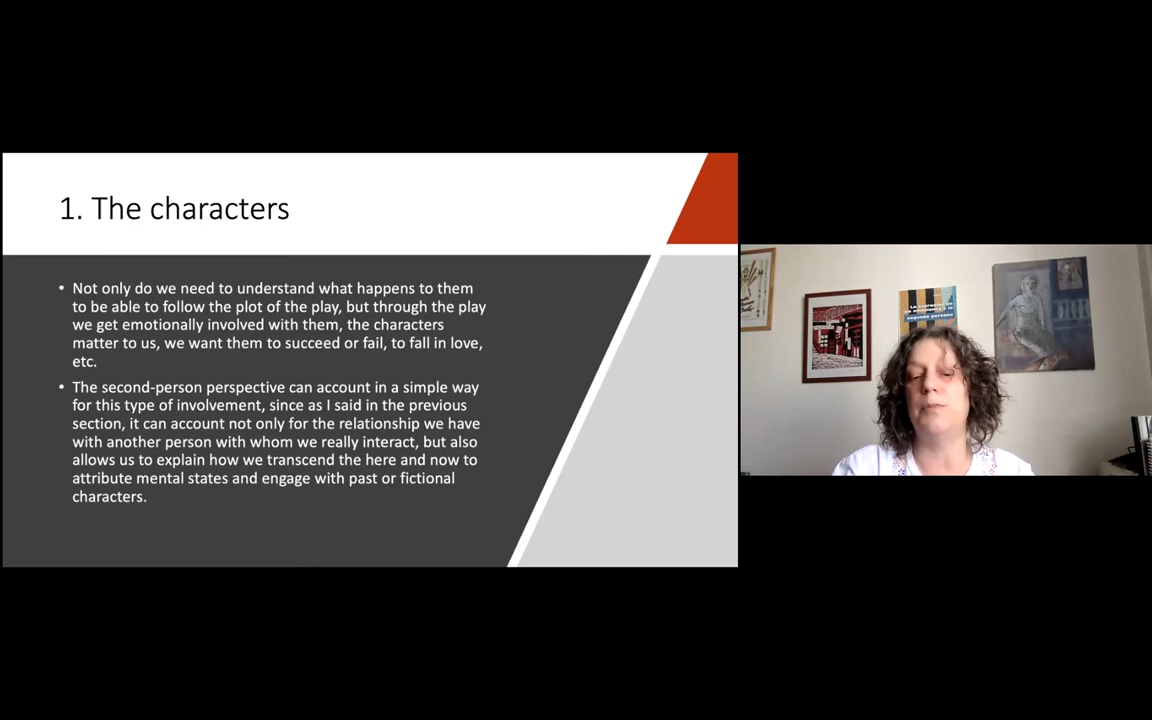 1. The characters
• Not only do we need to understand what happens to them
to be able to follow the plot of the play, but through the play
we get emotionally involved with them, the characters
matter to us, we want them to succeed or fail, to fall in love,
etc.
• The second-person perspective can account in a simple way
for this type of involvement, since as I said in the previous
section, it can account not only for the relationship we have
with another person with whom we really interact, but also
allows us to explain how we transcend the here and now to
attribute mental states and engage with past or fictional
characters.
segunda persona